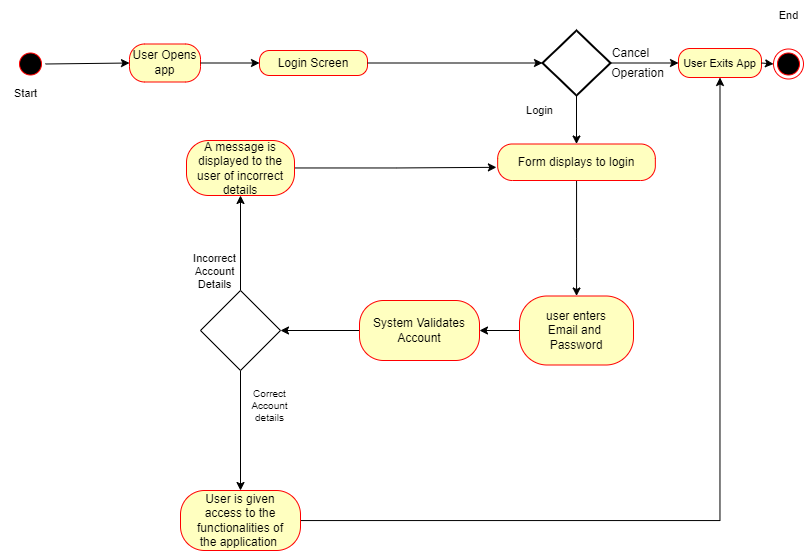 End
User Opens
app
Login Screen
Cancel
Operation
User Exits App
Start
Login
A message is
displayed to the
user of incorrect
details
Form displays to login
Incorrect
Account
Details
System Validates
Account
user enters
Email and
Password
Correct
Account
details
User is given
access to the
functionalities of
the application